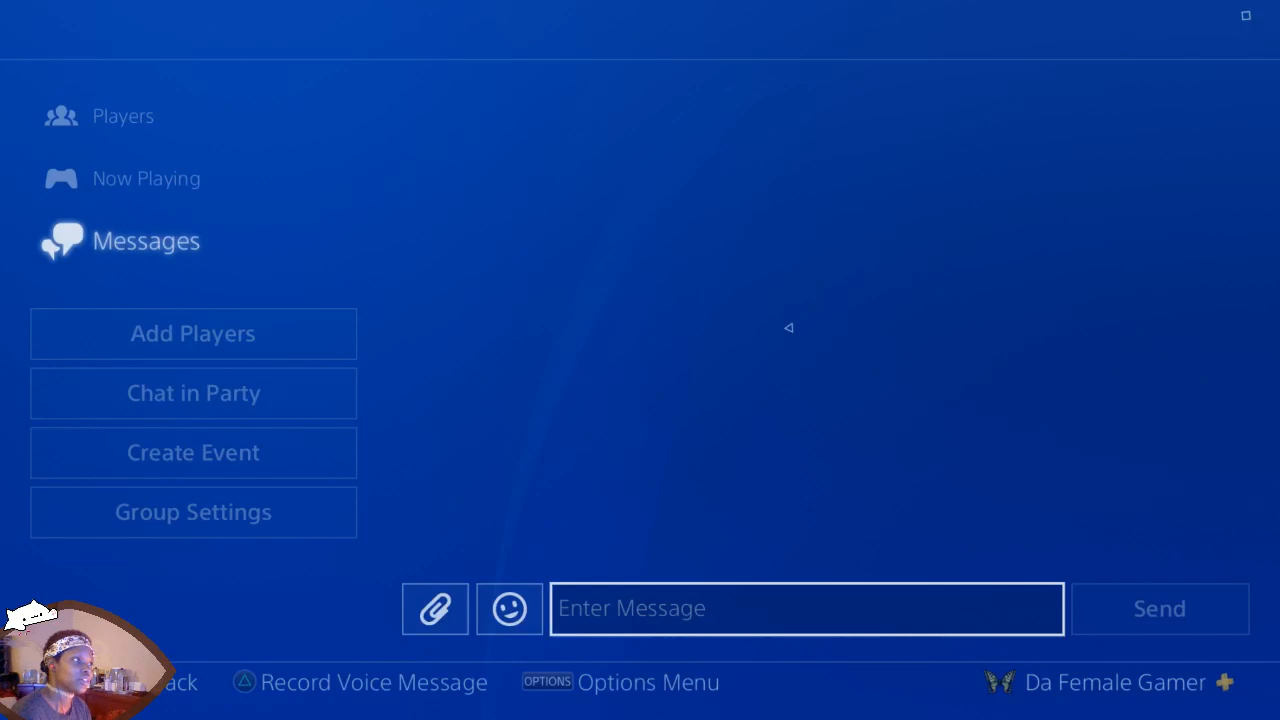 Players
Now Playing
Messages
Add Players
Chat in Party
Create Event
Group Settings
Enter Message
Send
ack
Record Voice Message
OPTIONS Options Menu
Da Female Gamer